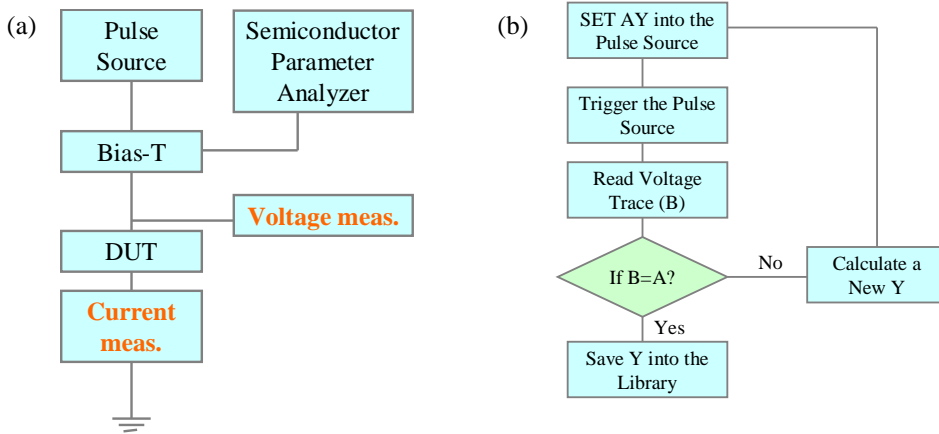 (a)
Pulse
Source
Semiconductor
Parameter
Analyzer
Bias-T
Voltage meas.
DUT
Current
meas.
(b)
SET AY into the
Pulse Source
Trigger the Pulse
Source
Read Voltage
Trace (B)
If B=A?
No
Calculate a
New Y
Yes
Save Y into the
Library